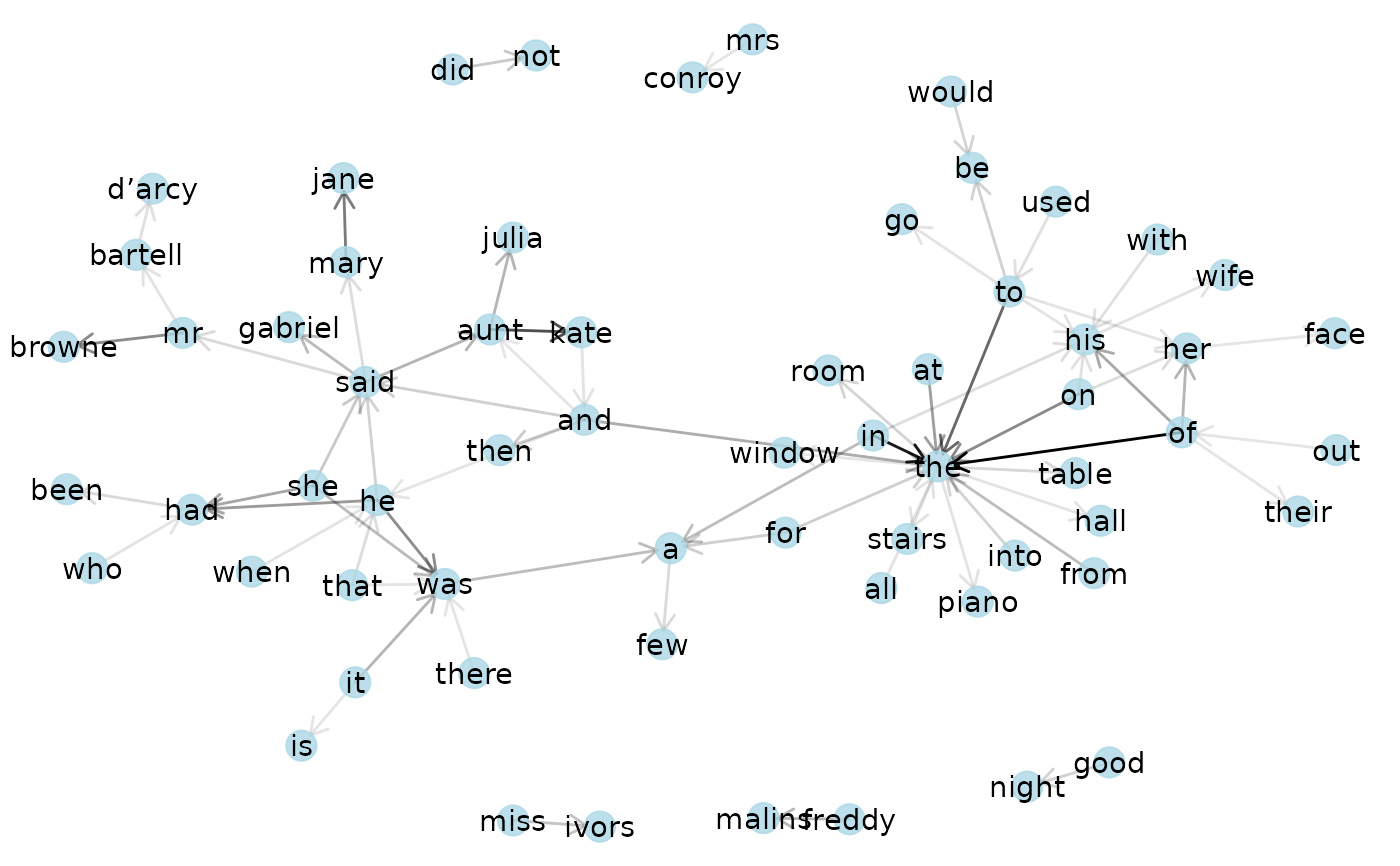 mrs
not
did
conroy
would
be
d’arcy
jane
used
go
julia
with
bartell
mary
wife
to
gabriel
aunt
kate
mr
browne
his
her
face
room
at
said
on
and
in
of
then
window
out
the
table
been
she
he
had
their
hall
for
stairs
a
into
who
when
that
was
from
all
piano
few
there
it
is
good
night
miss
ivors
malins
freddy